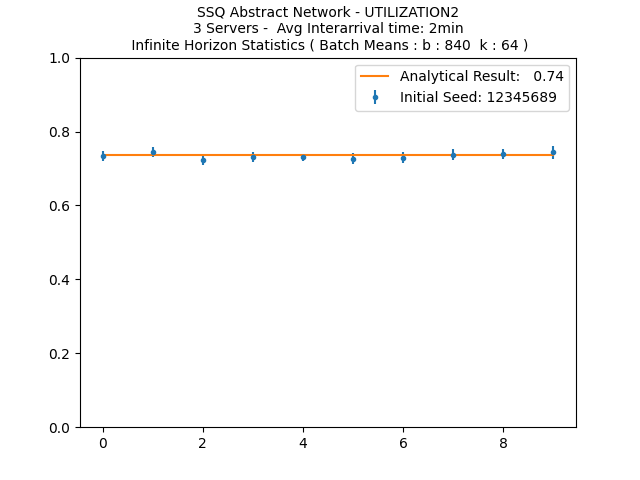 SSQ Abstract Network - UTILIZATION2
3 Servers - Avg Interarrival time: 2min
Infinite Horizon Statistics ( Batch Means : b : 840 k : 64 )
1.0
Analytical Result: 0.74
Initial Seed: 12345689
0.8
0.6
0.4
0.2
0.0
0 2 4 6 8